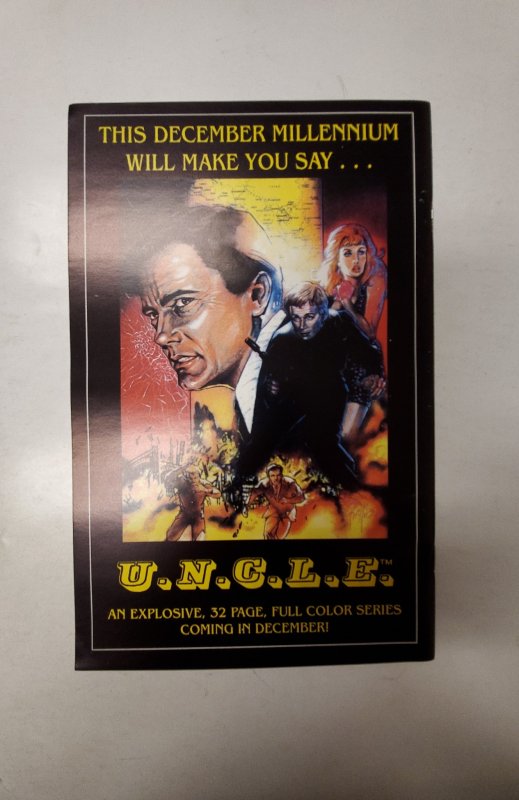 THIS DECEMBER MILLENNIUM
WILL MAKE YOU SAY . . .
U.N.C.L.E.™
AN EXPLOSIVE, 32 PAGE, FULL COLOR SERIES
COMING IN DECEMBER!